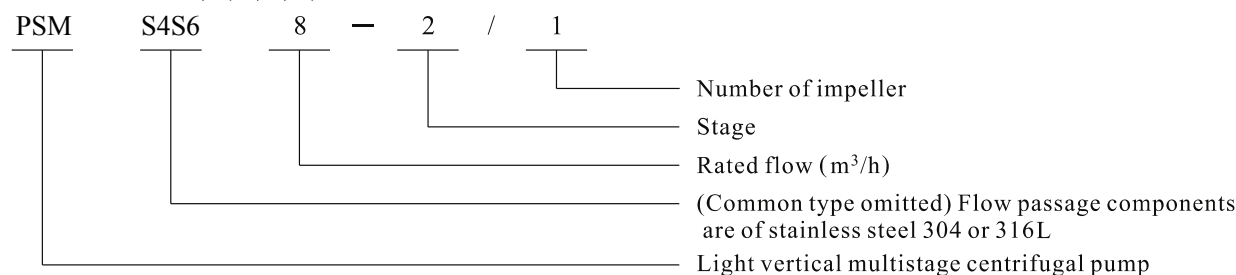 PSM S4S6 8 — 2 / 1
Number of impeller
Stage
Rated flow (m³/h)
(Common type omitted) Flow passage components
are of stainless steel 304 or 316L
Light vertical multistage centrifugal pump